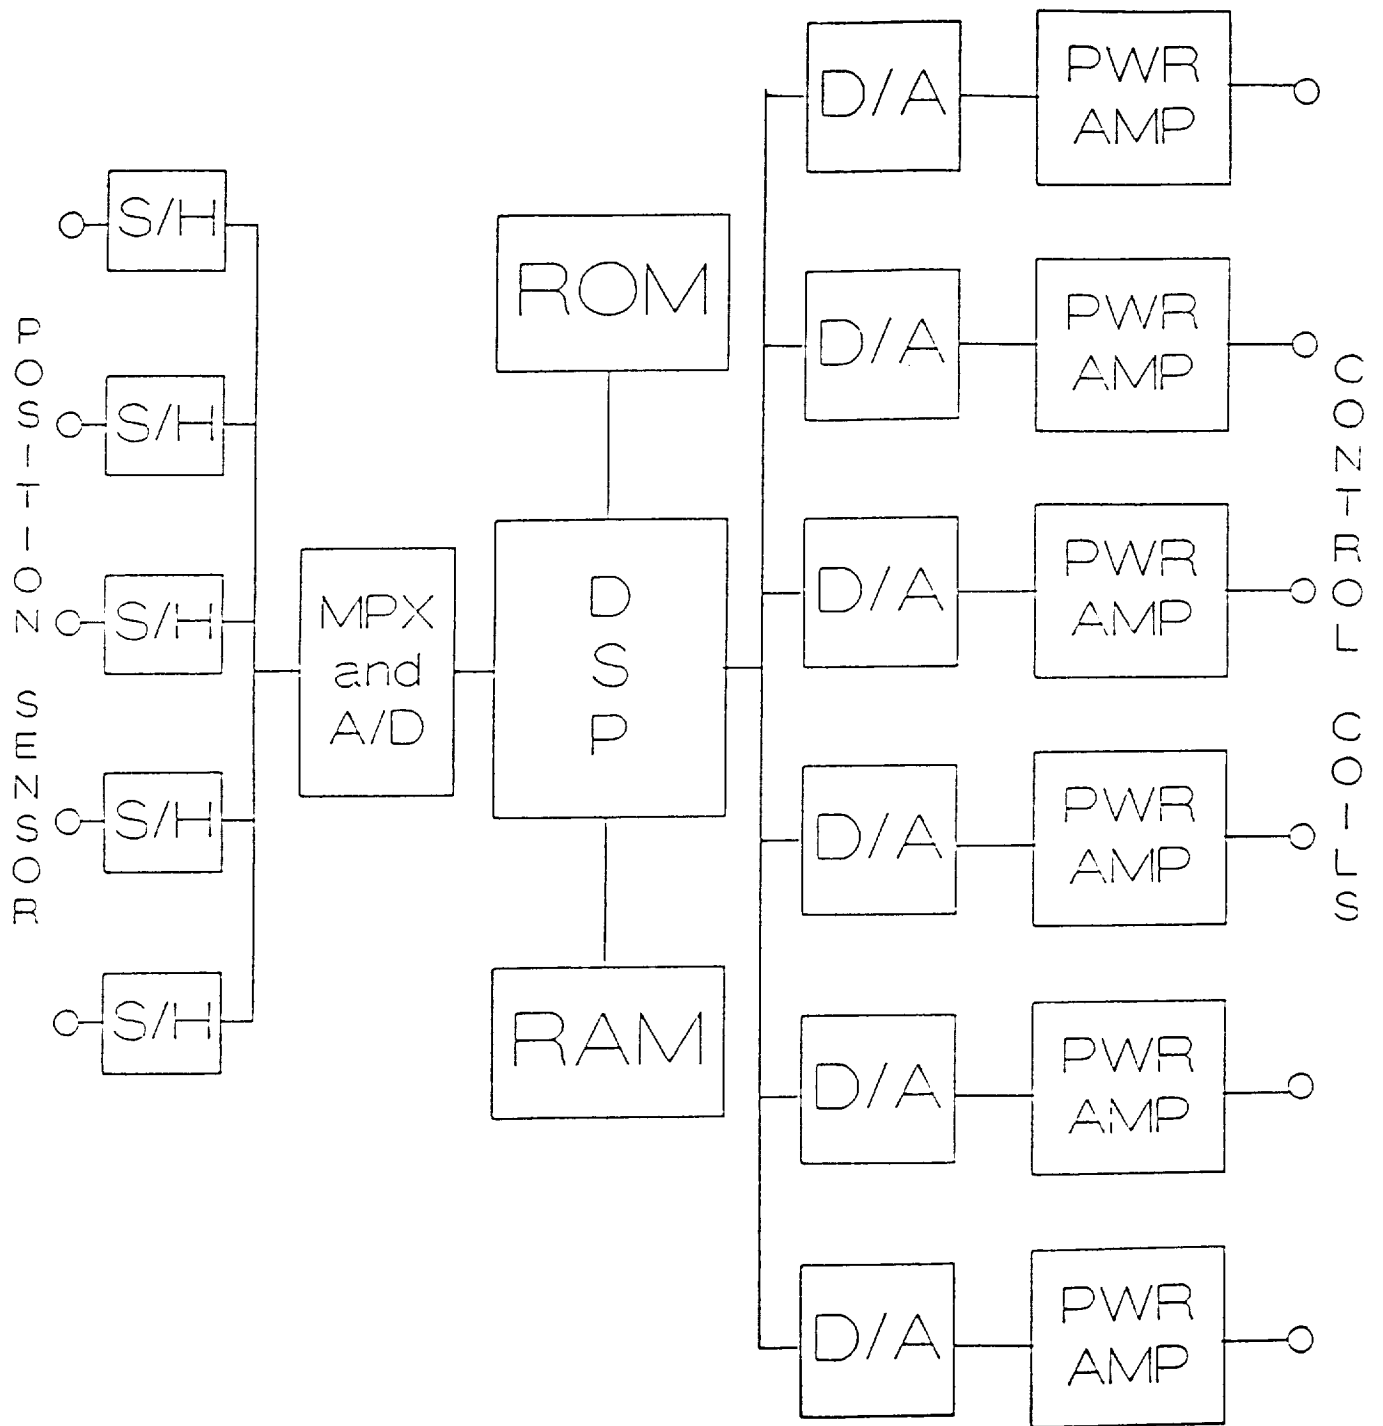 POSITION SENSOR
S/H
S/H
S/H
S/H
S/H
MPX
and
A/D
ROM
DSP
RAM
D/A
PWR
AMP
D/A
PWR
AMP
D/A
PWR
AMP
D/A
PWR
AMP
D/A
PWR
AMP
D/A
PWR
AMP
CONTROL COILS